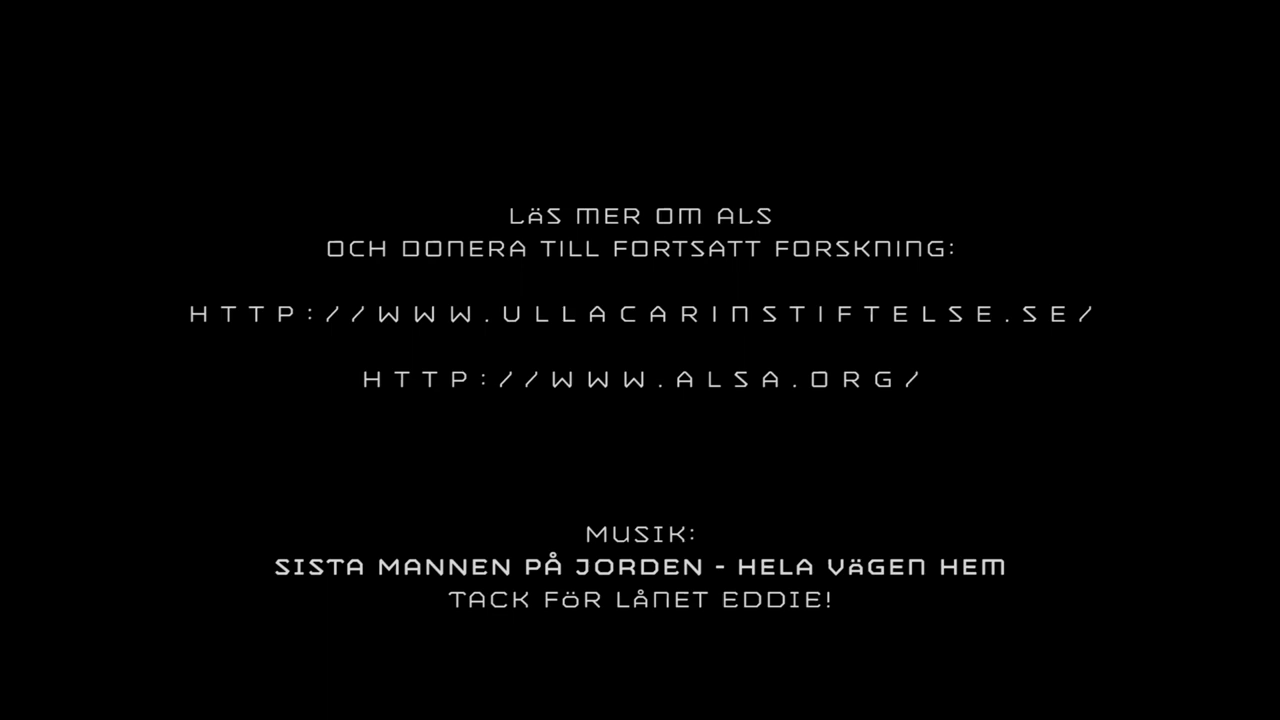 LÄS MER OM ALS
OCH DONERA TILL FORTSATT FORSKNING:
HTTP://WWW.ULLACARINSTIFTELSE.SE/
HTTP://WWW.ALSA.ORG/
MUSIK:
SISTA MANNEN PÅ JORDEN - HELA VÄGEN HEM
TACK FÖR LÅNET EDDIE!